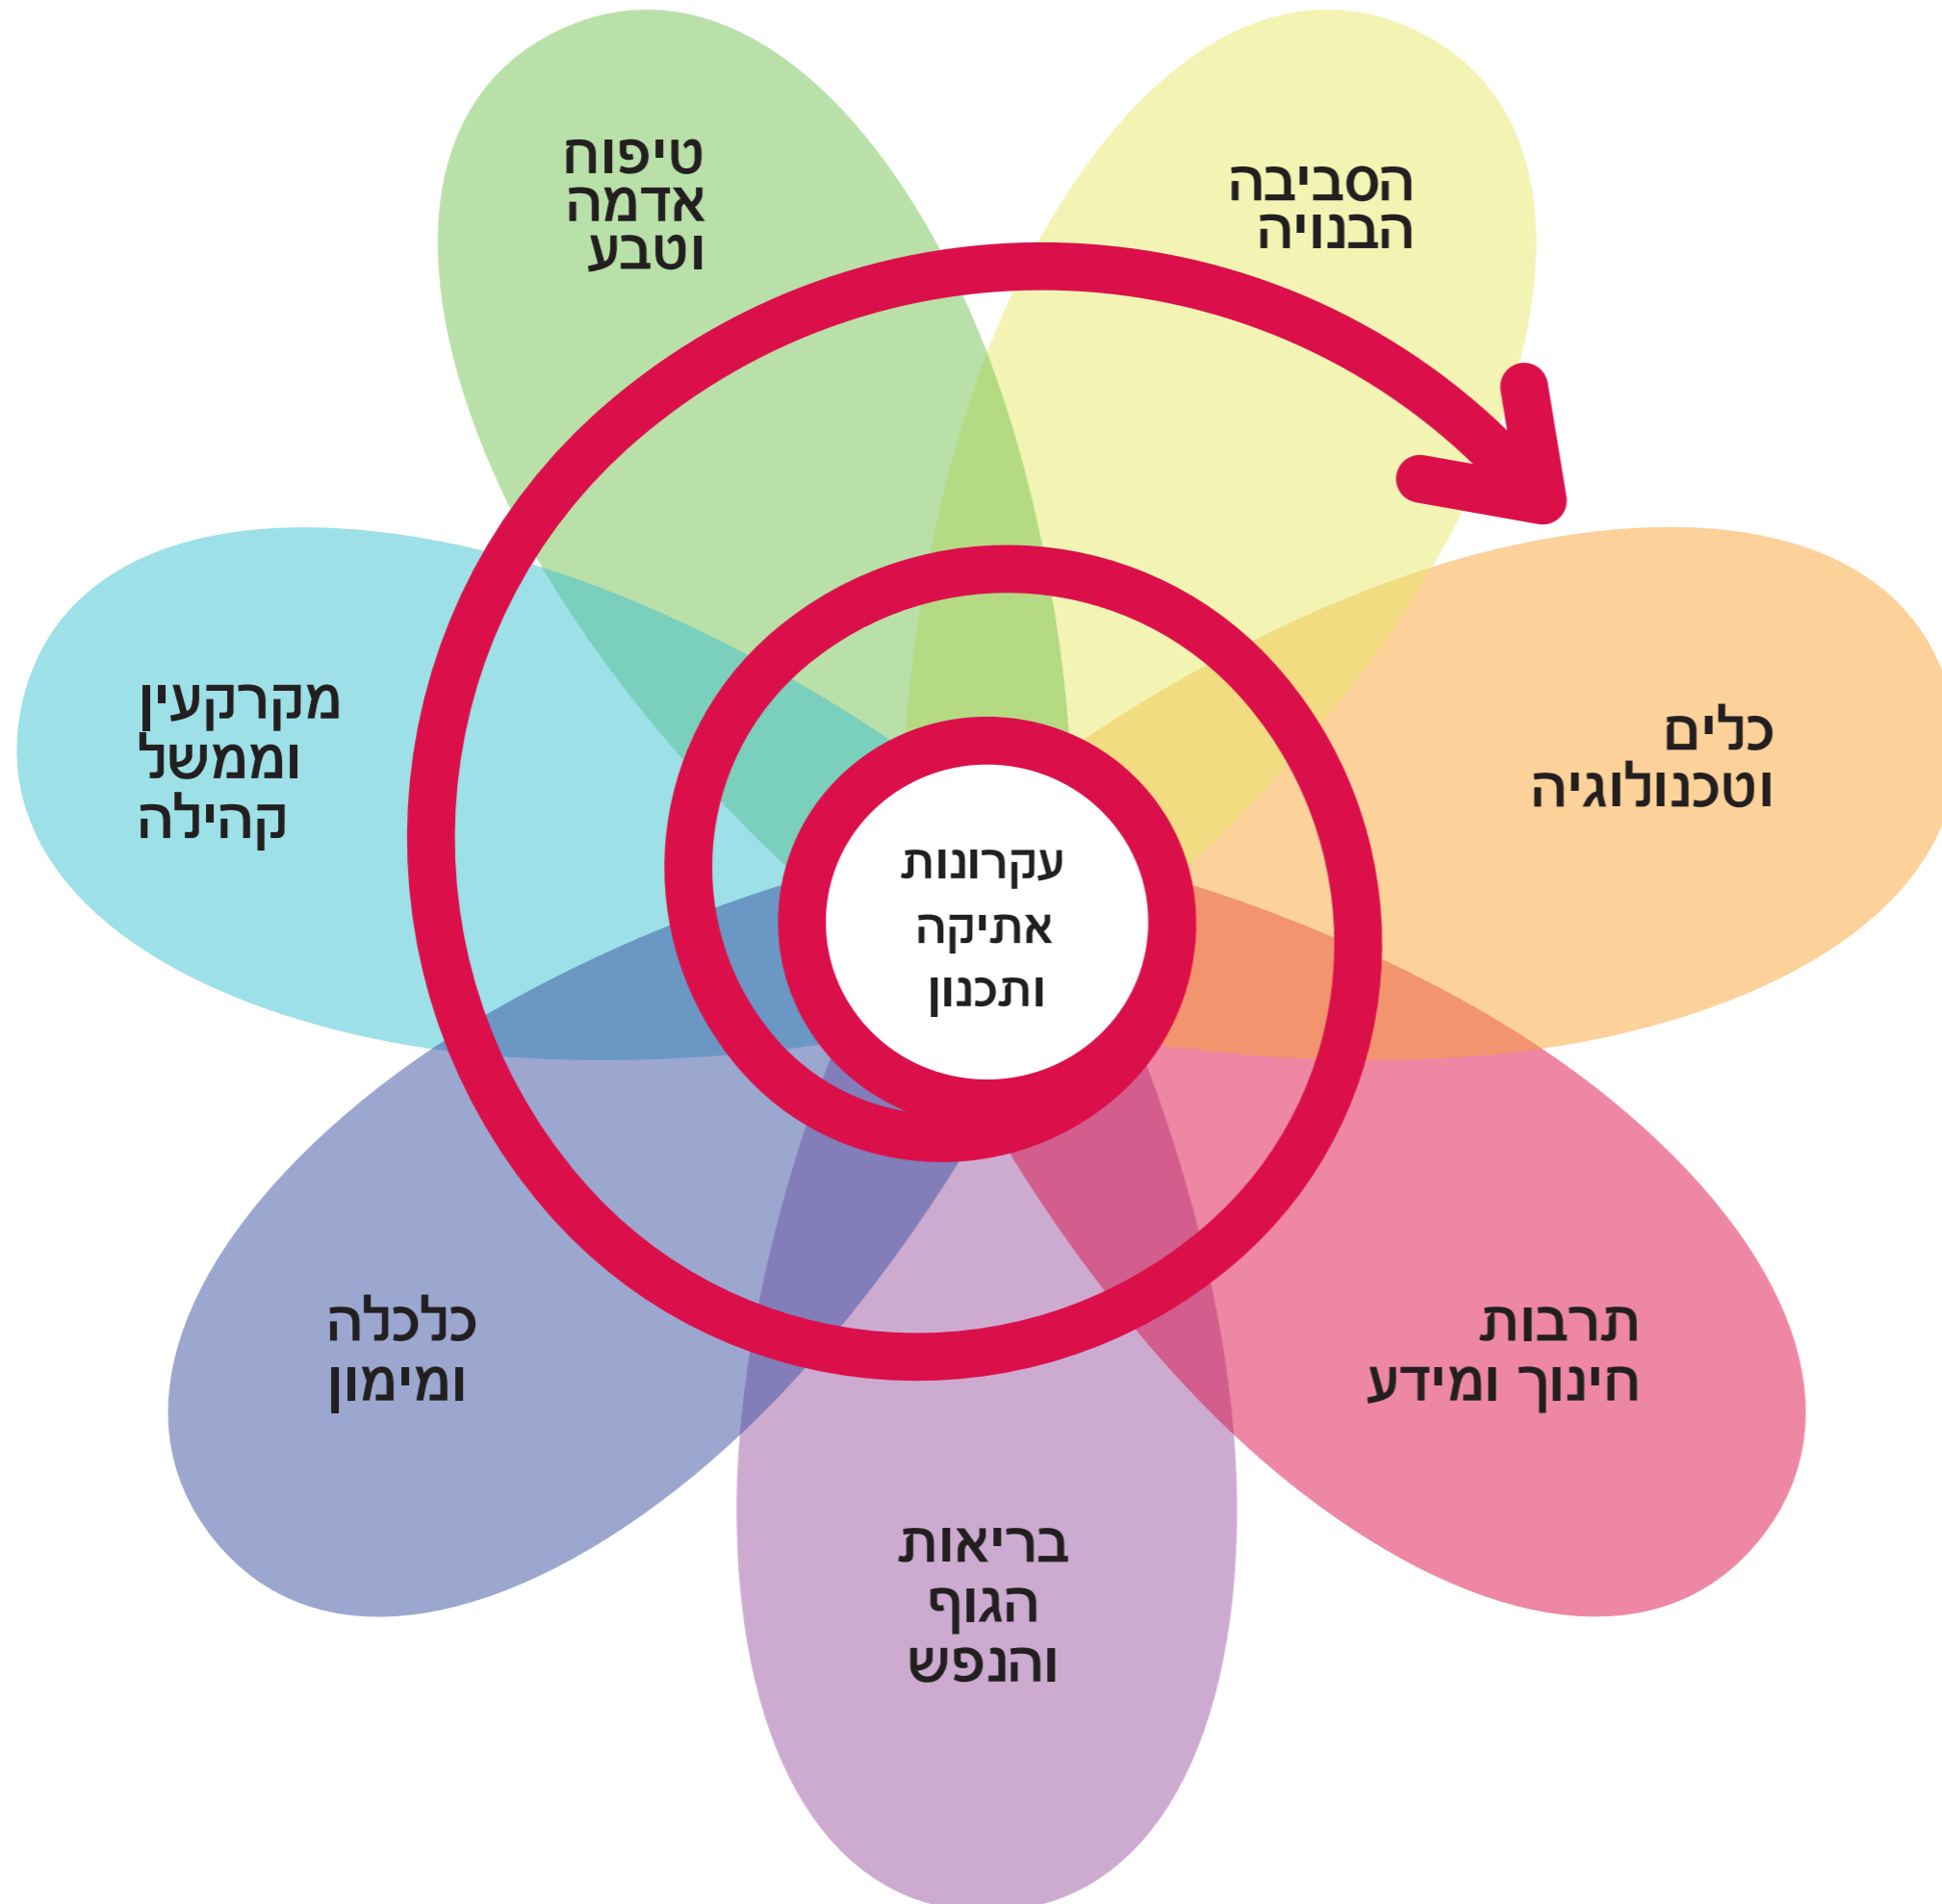 טיפוח
אדמה
וטבע
הסביבה
הבנויה
כלים
וטכנולוגיה
תרבות
חינוך ומידע
בריאות
הגוף
והנפש
כלכלה
ומימון
מקרקעין
וממשל
קהילה
עקרונות
אתיקה
ותכנון